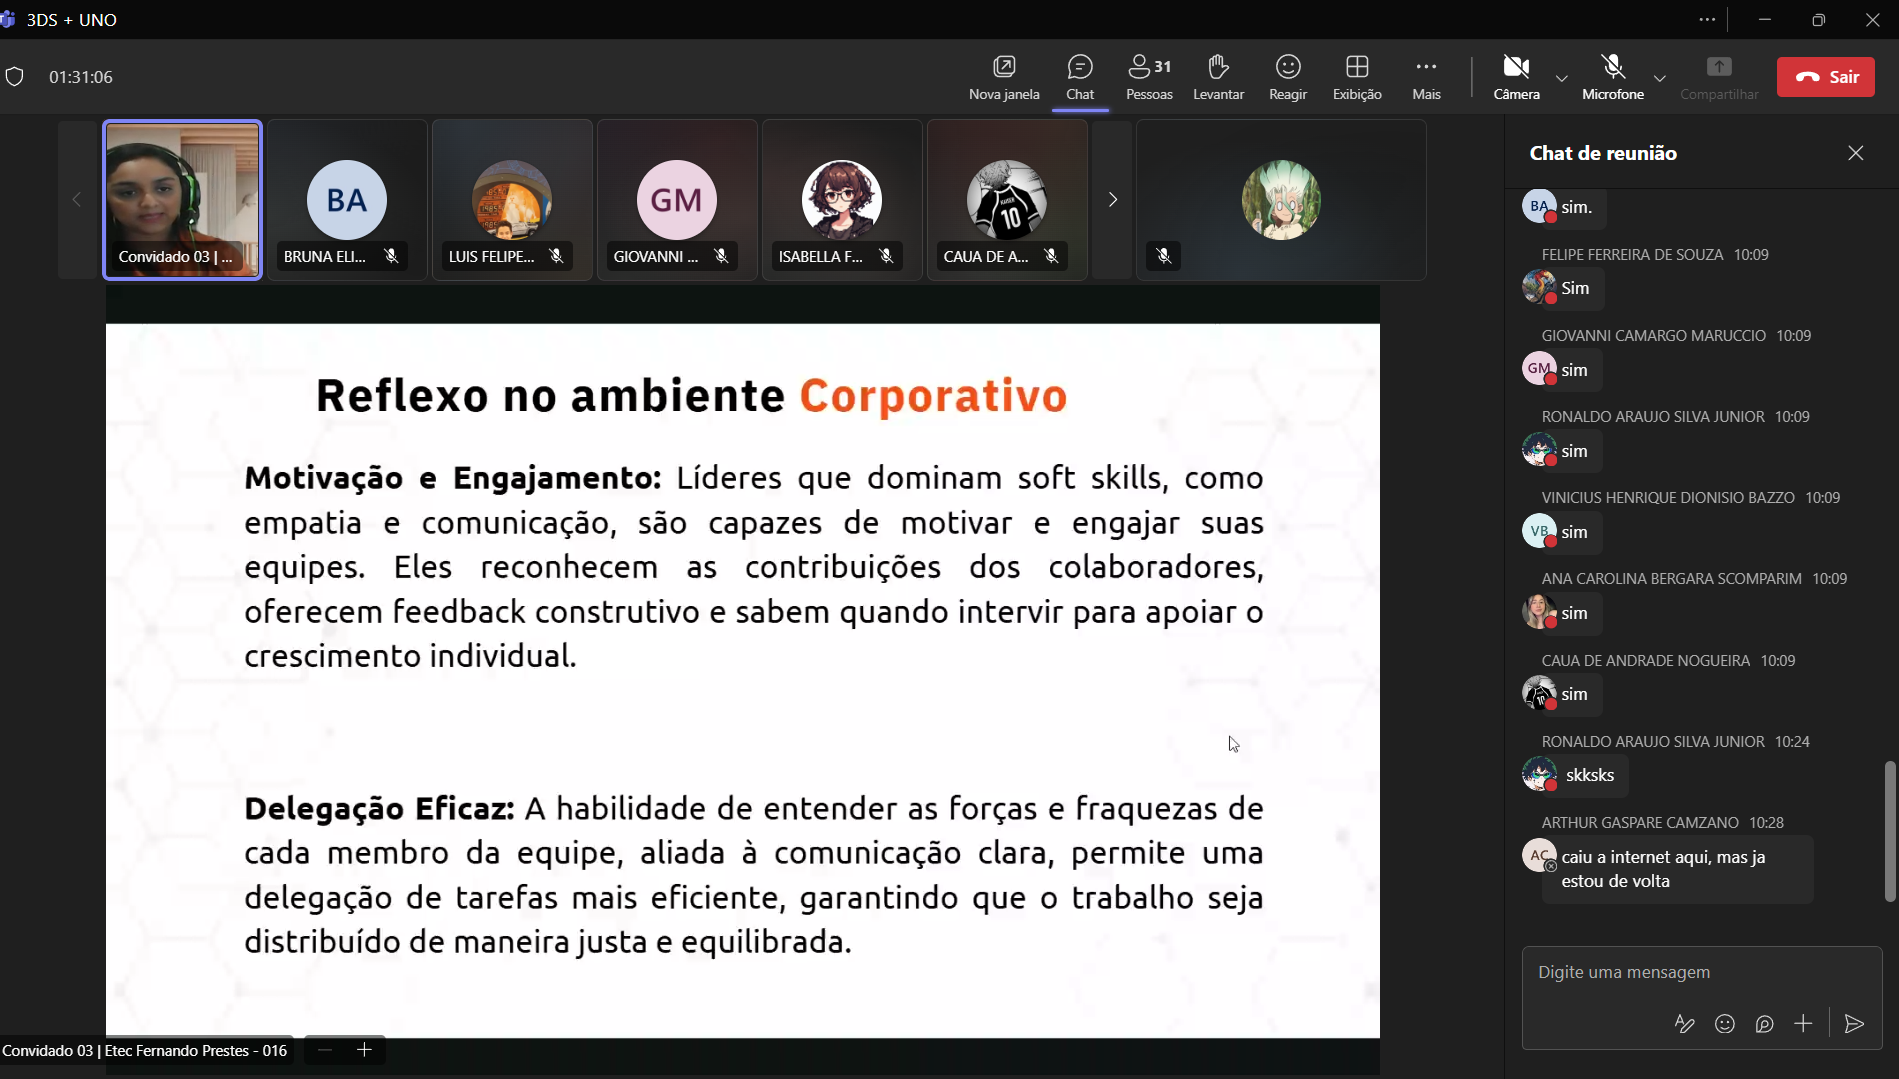 3DS + UNO
01:31:06
Nova janela
Chat
Pessoas
31
Levantar
Reagir
Exibição
Mais
Câmera
Microfone
Compartilhar
Sair
Convidado 03 | ...
BA
BRUNA ELI...
LUIS FELIPE...
GM
GIOVANNI ...
ISABELLA F...
10
CAUA DE A...
Reflexo no ambiente Corporativo
Motivação e Engajamento: Líderes que dominam soft skills, como
empatia e comunicação, são capazes de motivar e engajar suas
equipes. Eles reconhecem as contribuições dos colaboradores,
oferecem feedback construtivo e sabem quando intervir para apoiar o
crescimento individual.
Delegação Eficaz: A habilidade de entender as forças e fraquezas de
cada membro da equipe, aliada à comunicação clara, permite uma
delegação de tarefas mais eficiente, garantindo que o trabalho seja
distribuído de maneira justa e equilibrada.
Convidado 03 | Etec Fernando Prestes - 016
Chat de reunião
BA
sim.
FELIPE FERREIRA DE SOUZA 10:09
Sim
GIOVANNI CAMARGO MARUCCIO 10:09
GM
sim
RONALDO ARAUJO SILVA JUNIOR 10:09
sim
VINICIUS HENRIQUE DIONISIO BAZZO 10:09
VB
sim
ANA CAROLINA BERGARA SCOMPARIM 10:09
sim
CAUA DE ANDRADE NOGUEIRA 10:09
sim
RONALDO ARAUJO SILVA JUNIOR 10:24
skksks
ARTHUR GASPARE CAMZANO 10:28
AC
caiu a internet aqui, mas ja
estou de volta
Digite uma mensagem